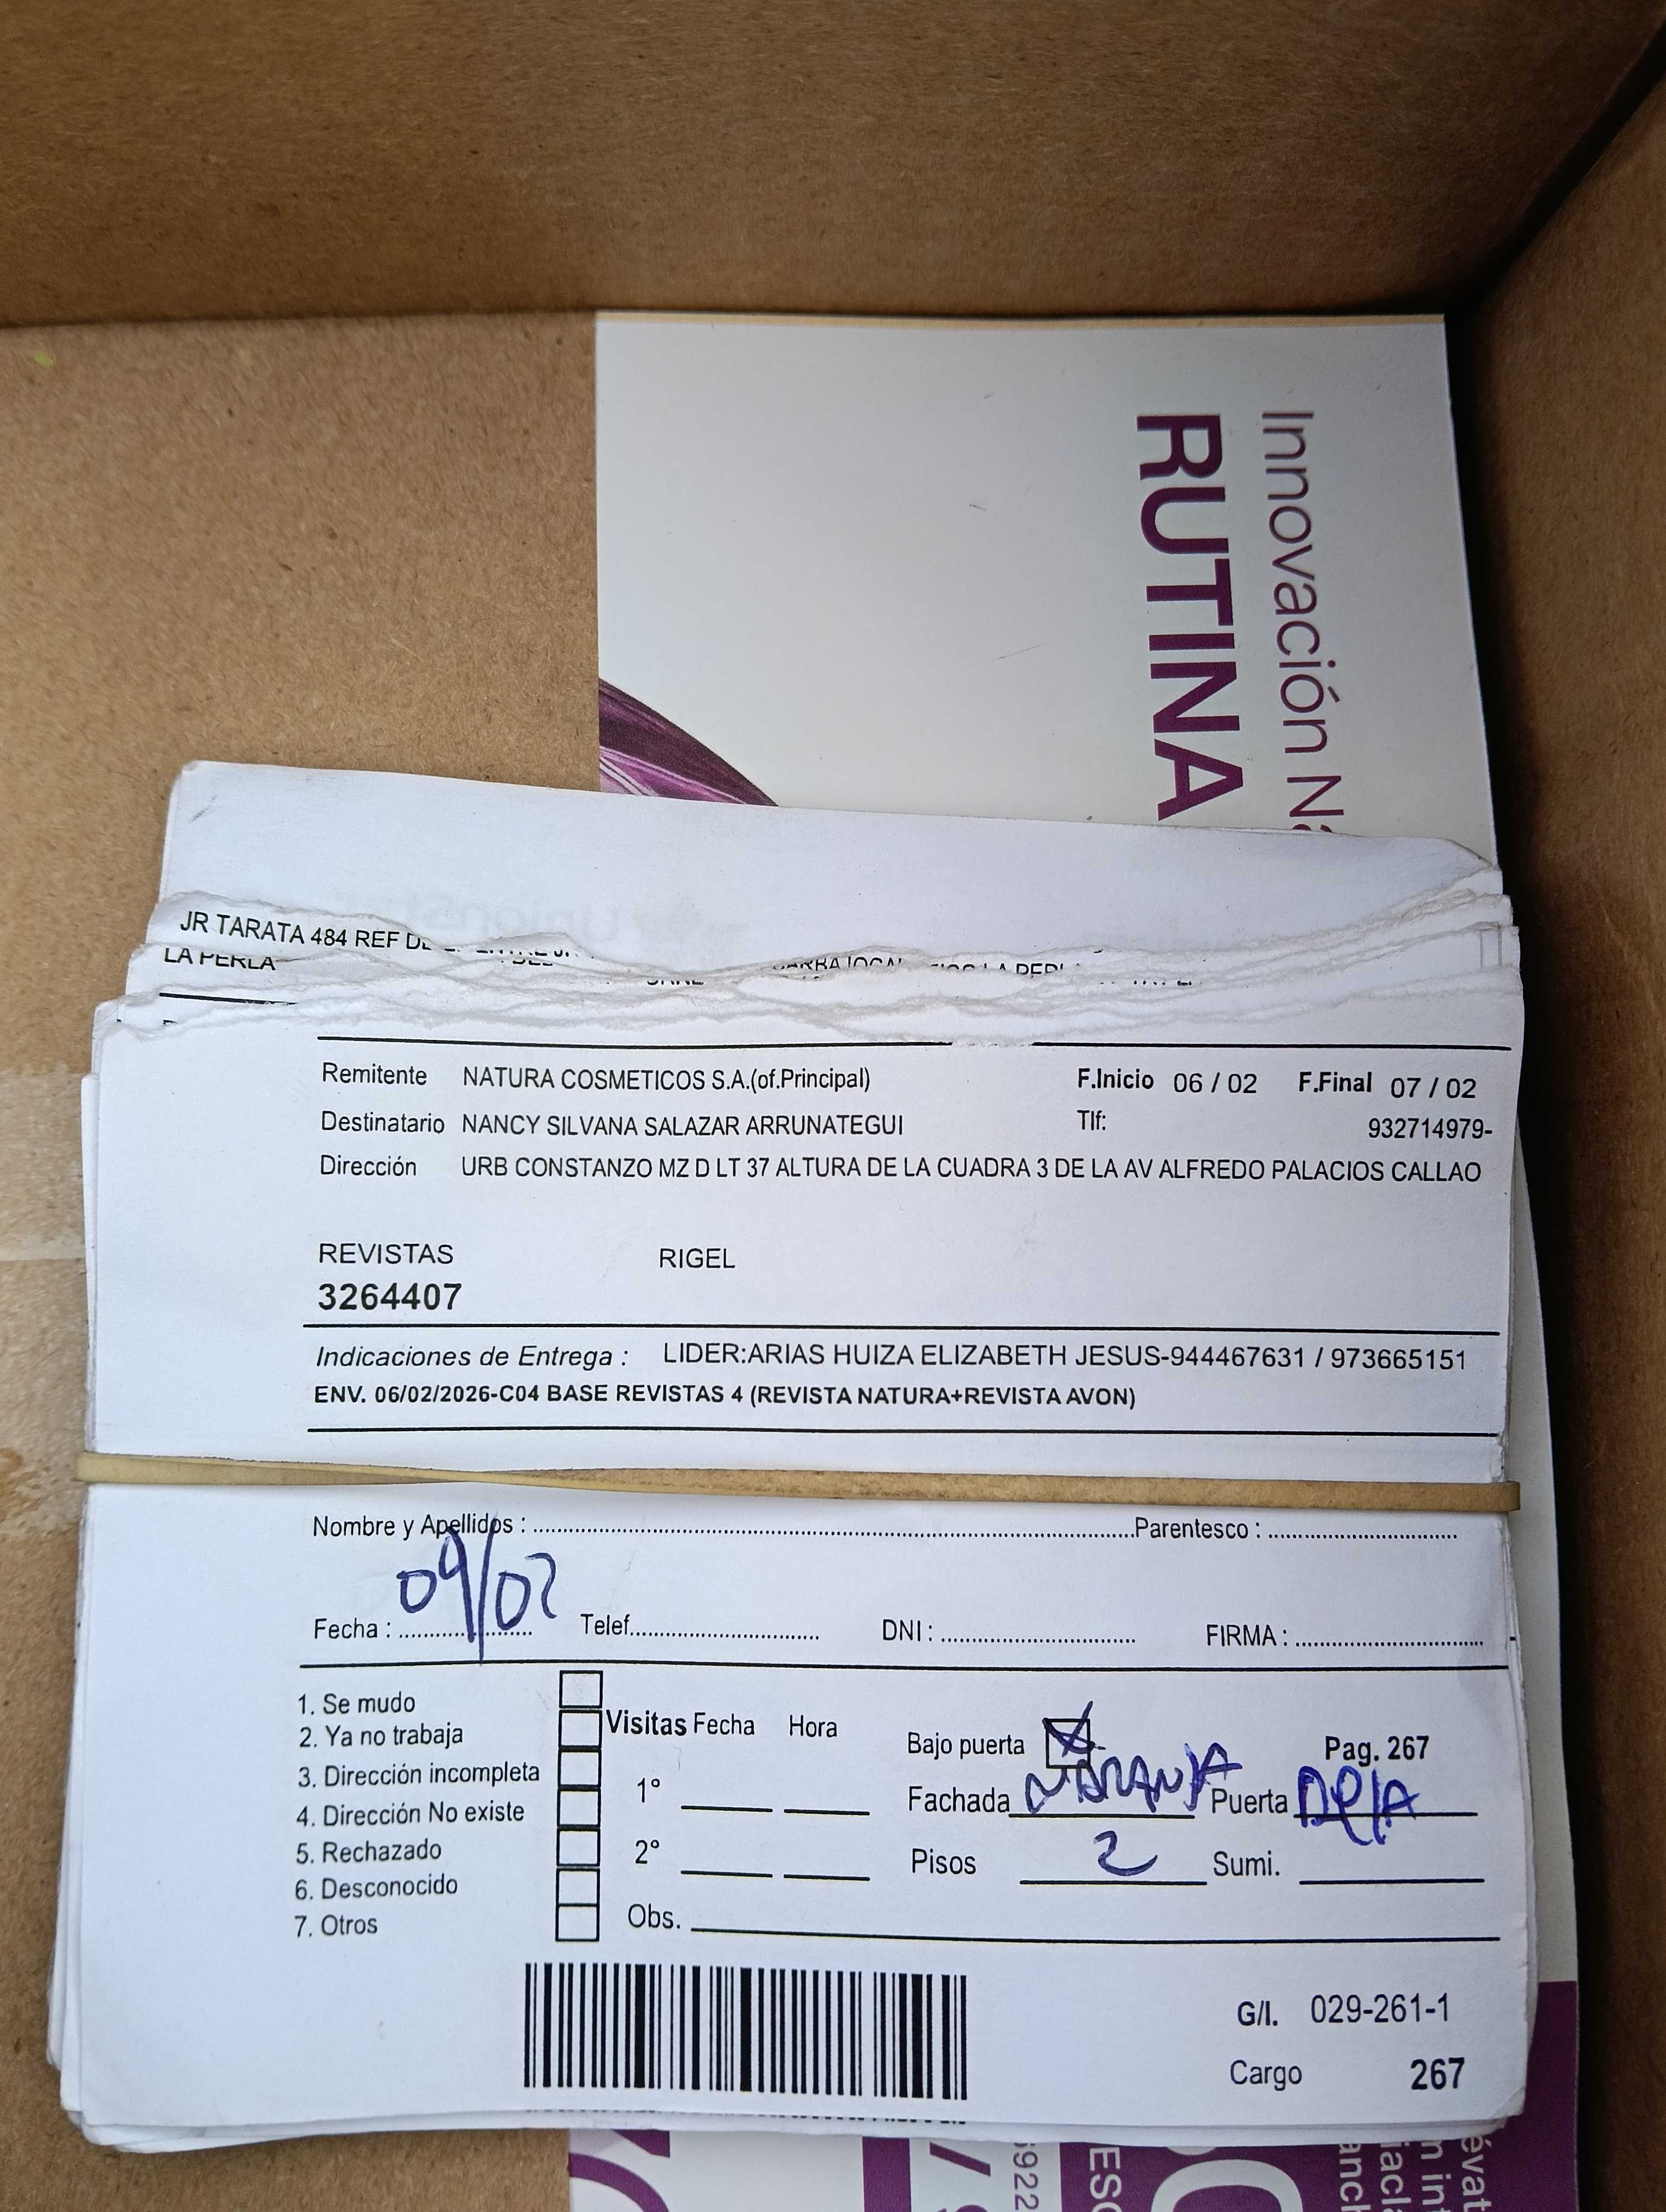 Innovación
RUTINA
JR TARATA 484 REF
LA PERLA
Remitente NATURA COSMETICOS S.A.(of.Principal) F.Inicio 06 / 02 F.Final 07 / 02
Destinatario NANCY SILVANA SALAZAR ARRUNATEGUI Tlf: 932714979-
Dirección URB CONSTANZO MZ D LT 37 ALTURA DE LA CUADRA 3 DE LA AV ALFREDO PALACIOS CALLAO
REVISTAS RIGEL
3264407
Indicaciones de Entrega : LIDER:ARIAS HUIZA ELIZABETH JESUS-944467631 / 973665151
ENV. 06/02/2026-C04 BASE REVISTAS 4 (REVISTA NATURA+REVISTA AVON)
Nombre y Apellidos : Parentesco :
Fecha : 09/02 Telef. DNI : FIRMA :
1. Se mudo
2. Ya no trabaja
3. Dirección incompleta
4. Dirección No existe
5. Rechazado
6. Desconocido
7. Otros
Visitas Fecha Hora
1°
2°
Obs.
Bajo puerta X Pag. 267
Fachada NARANJA Puerta
Pisos 2 Sumi.
G/I. 029-261-1
Cargo 267